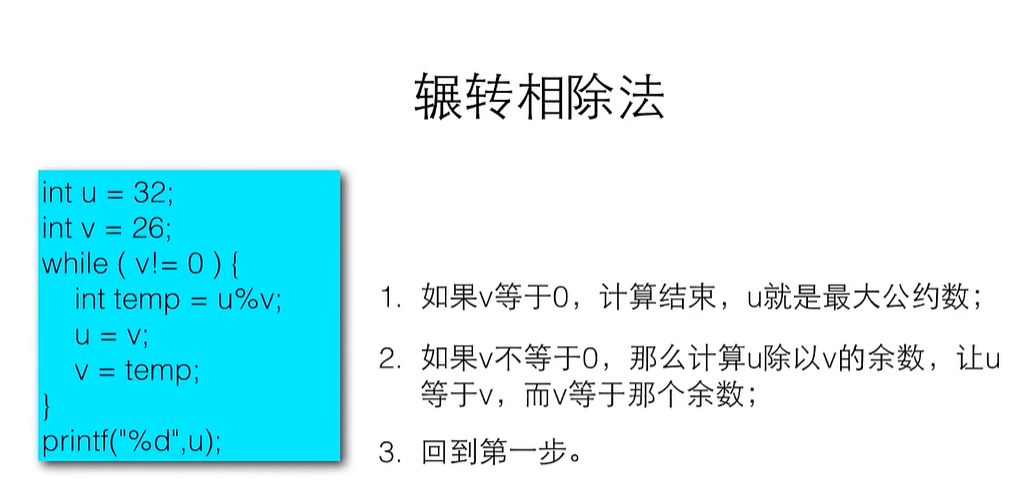 辗转相除法
int u = 32;
int v = 26;
while ( v!= 0 ) {
int temp = u%v;
u = v;
v = temp;
}
printf("%d",u);
1. 如果v等于0，计算结束，u就是最大公约数；
2. 如果v不等于0，那么计算u除以v的余数，让u
等于v，而v等于那个余数；
3. 回到第一步。